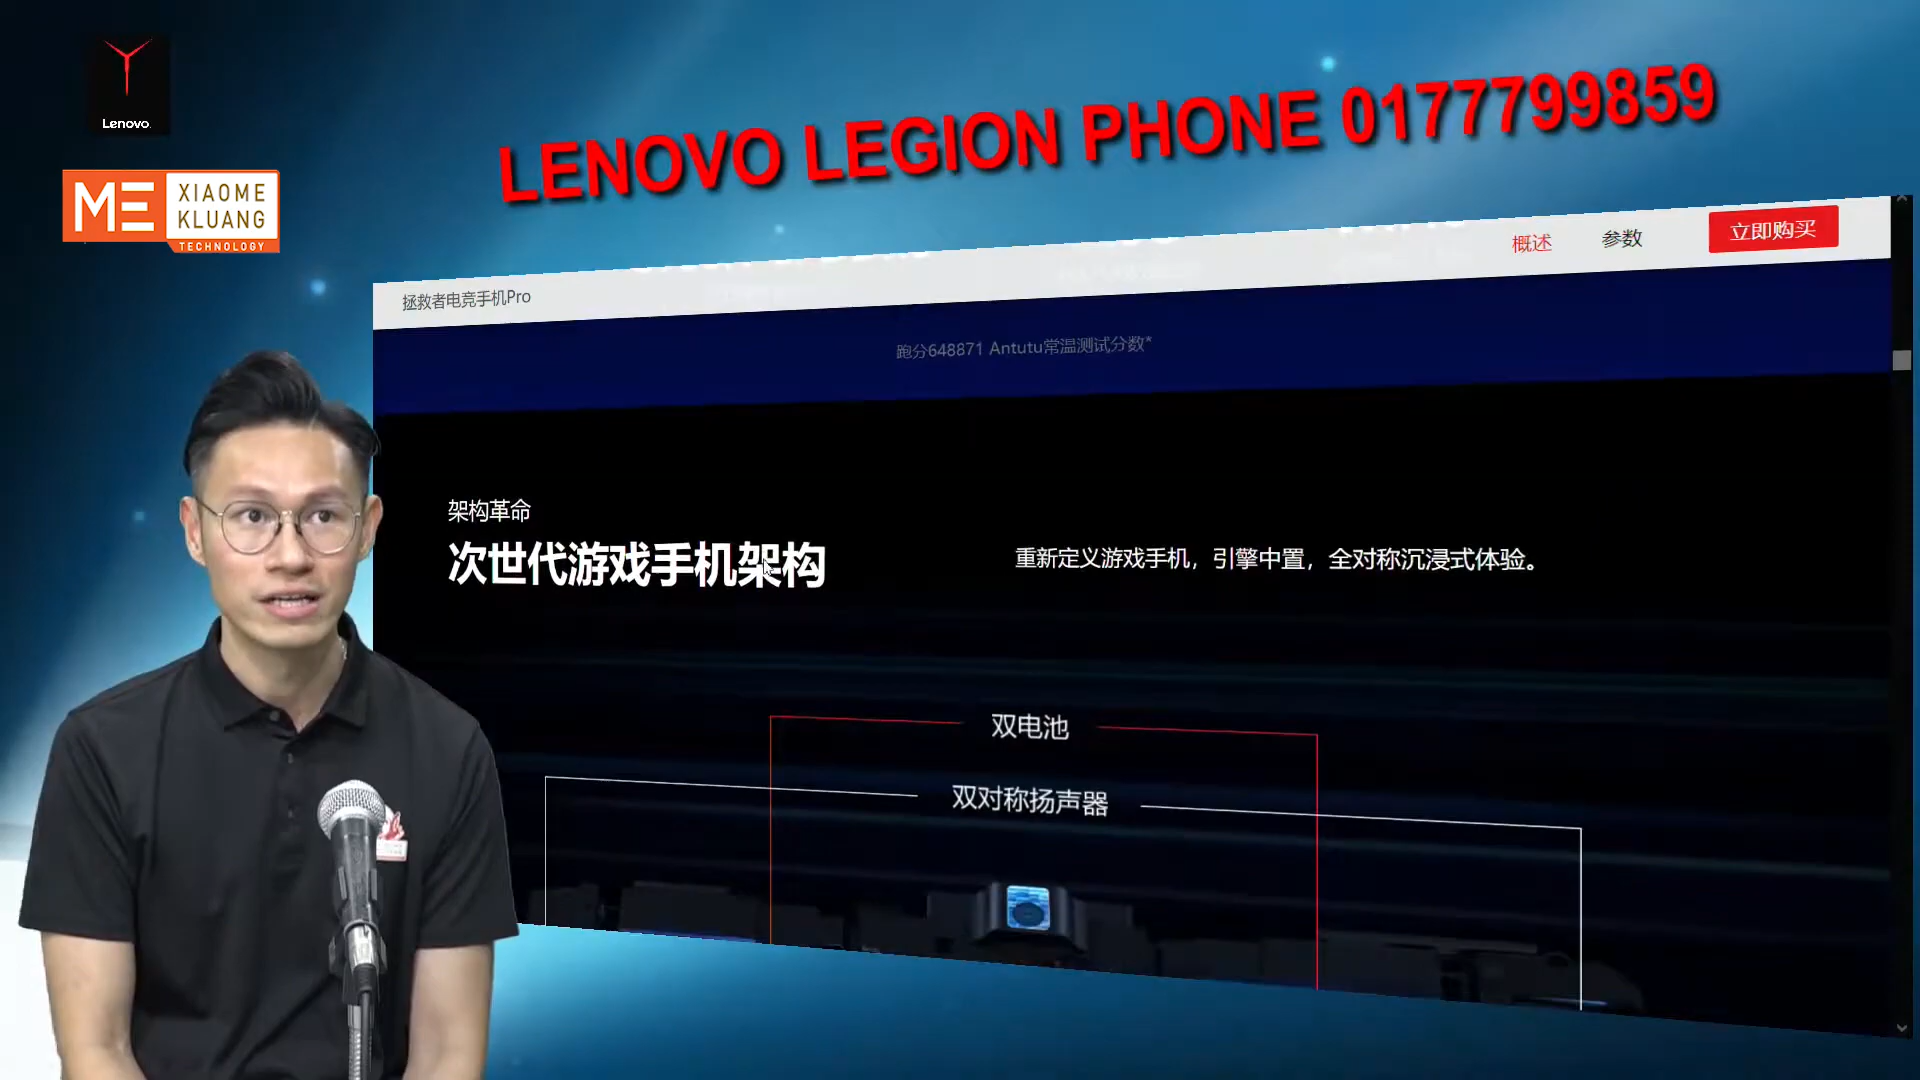 Lenovo.
ME XIAOME
KLUANG
TECHNOLOGY
LENOVO LEGION PHONE 0177799859
拯救者电竞手机Pro
概述 参数 立即购买
跑分648871 Antutu常温测试分数*
架构革命
次世代游戏手机架构
重新定义游戏手机，引擎中置，全对称沉浸式体验。
双电池
双对称扬声器